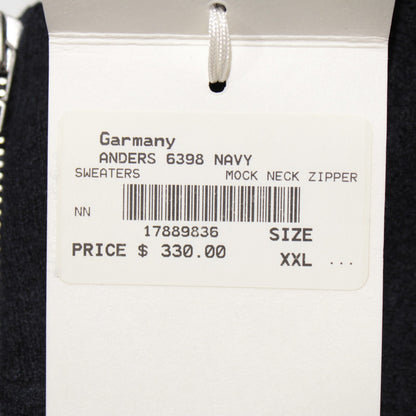 Garmany
ANDERS 6398 NAVY
SWEATERS MOCK NECK ZIPPER
NN
17889836 SIZE
PRICE $ 330.00 XXL ...